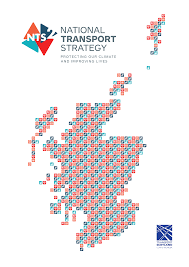 NTS2
NATIONAL
TRANSPORT
STRATEGY
PROTECTING OUR CLIMATE
AND IMPROVING LIVES